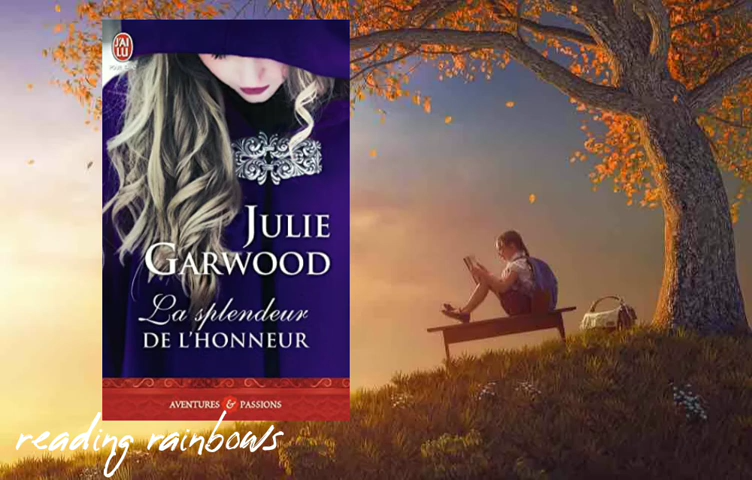 J'AI
LU
JULIE
GARWOOD
La splendeur
DE L'HONNEUR
AVENTURES & PASSIONS
reading rainbows